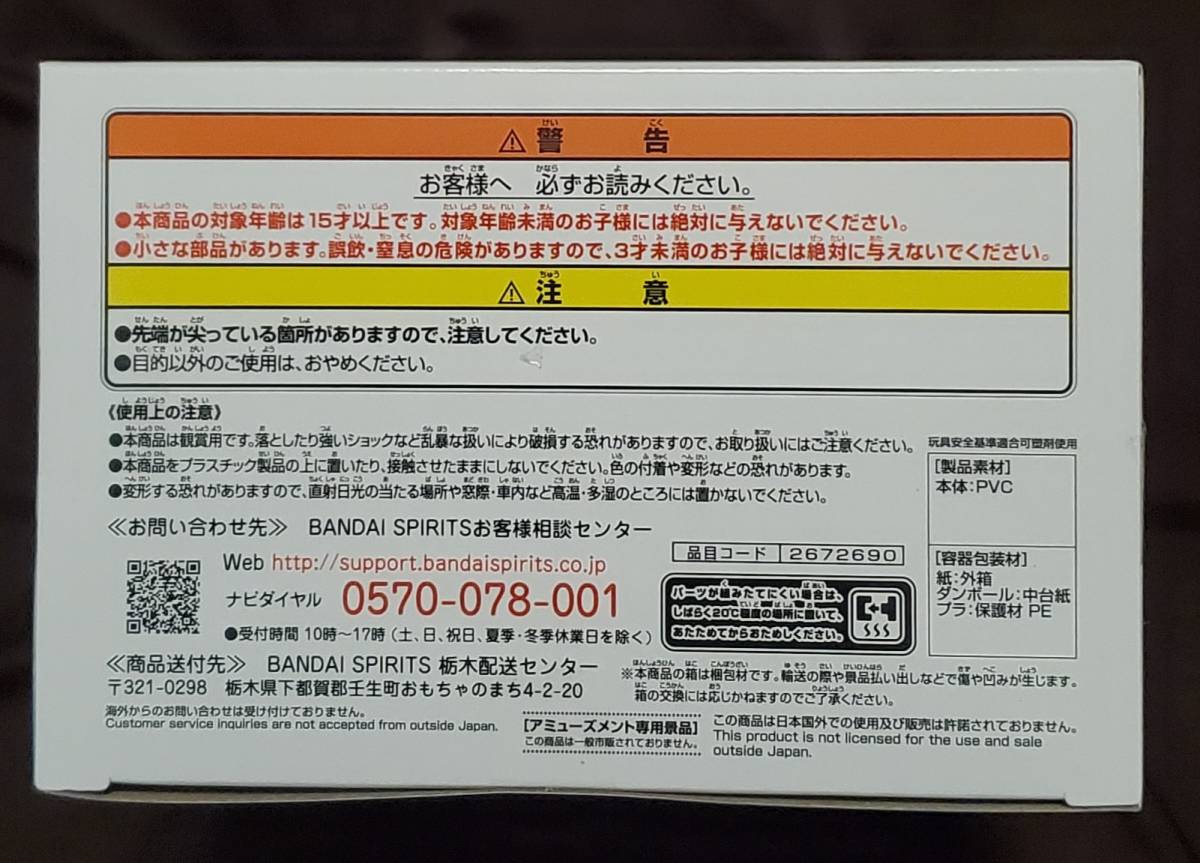 ⚠警 告
お客様へ 必ずお読みください。
●本商品の対象年齢は15才以上です。対象年齢未満のお子様には絶対に与えないでください。
●小さな部品があります。誤飲・窒息の危険がありますので、3才未満のお子様には絶対に与えないでください。
⚠注 意
●先端が尖っている箇所がありますので、注意してください。
●目的以外のご使用は、おやめください。
《使用上の注意》
●本商品は観賞用です。落としたり強いショックなど乱暴な扱いにより破損する恐れがありますので、お取り扱いにはご注意ください。
●本商品をプラスチック製品の上に置いたり、接触させたままにしないでください。色の付着や変形などの恐れがあります。
●変形する恐れがありますので、直射日光の当たる場所や窓際・車内など高温・多湿のところには置かないでください。
玩具安全基準適合可塑剤使用
[製品素材]
本体:PVC
[容器包装材]
紙:外箱
ダンボール:中台紙
プラ:保護材 PE
≪お問い合わせ先≫ BANDAI SPIRITSお客様相談センター
Web http://support.bandaispirits.co.jp
ナビダイヤル 0570-078-001
●受付時間 10時〜17時(土、日、祝日、夏季・冬季休業日を除く)
品目コード 2672690
パーツが組みたてにくい場合は、
しばらく20℃程度の場所に置いて、
あたためてからおためしください。
≪商品送付先≫ BANDAI SPIRITS 栃木配送センター
〒321-0298 栃木県下都賀郡壬生町おもちゃのまち4-2-20
※本商品の箱は梱包材です。輸送の際や景品払い出しなどで傷や凹みが生じます。
箱の交換には応じかねますのでご了承ください。
海外からのお問い合わせは受け付けておりません。
Customer service inquiries are not accepted from outside Japan.
[アミューズメント専用景品]
この商品は一般市販されておりません。
この商品は日本国外での使用及び販売は許諾されておりません。
This product is not licensed for the use and sale
outside Japan.